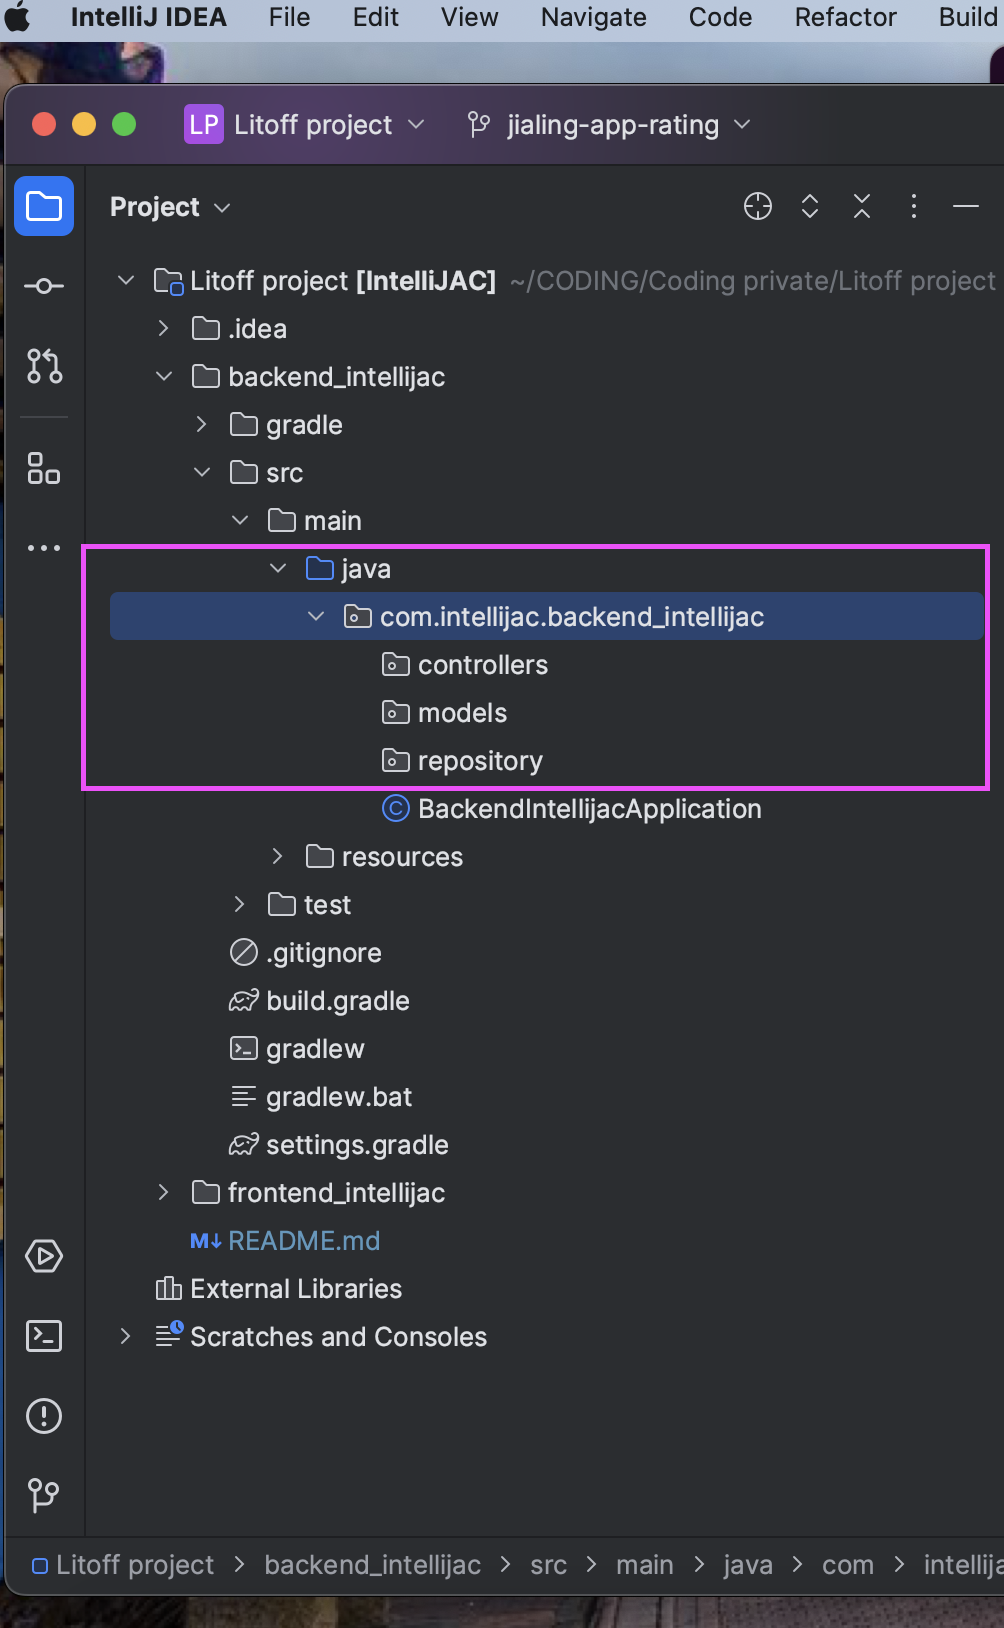 IntelliJ IDEA File Edit View Navigate Code Refactor Build
LP Litoff project jialing-app-rating
Project
Litoff project [IntelliJAC] ~/CODING/Coding private/Litoff project
.idea
backend_intellijac
gradle
src
main
java
com.intellijac.backend_intellijac
controllers
models
repository
C BackendIntellijacApplication
resources
test
.gitignore
build.gradle
gradlew
gradlew.bat
settings.gradle
frontend_intellijac
M↓ README.md
External Libraries
Scratches and Consoles
Litoff project > backend_intellijac > src > main > java > com > intellija